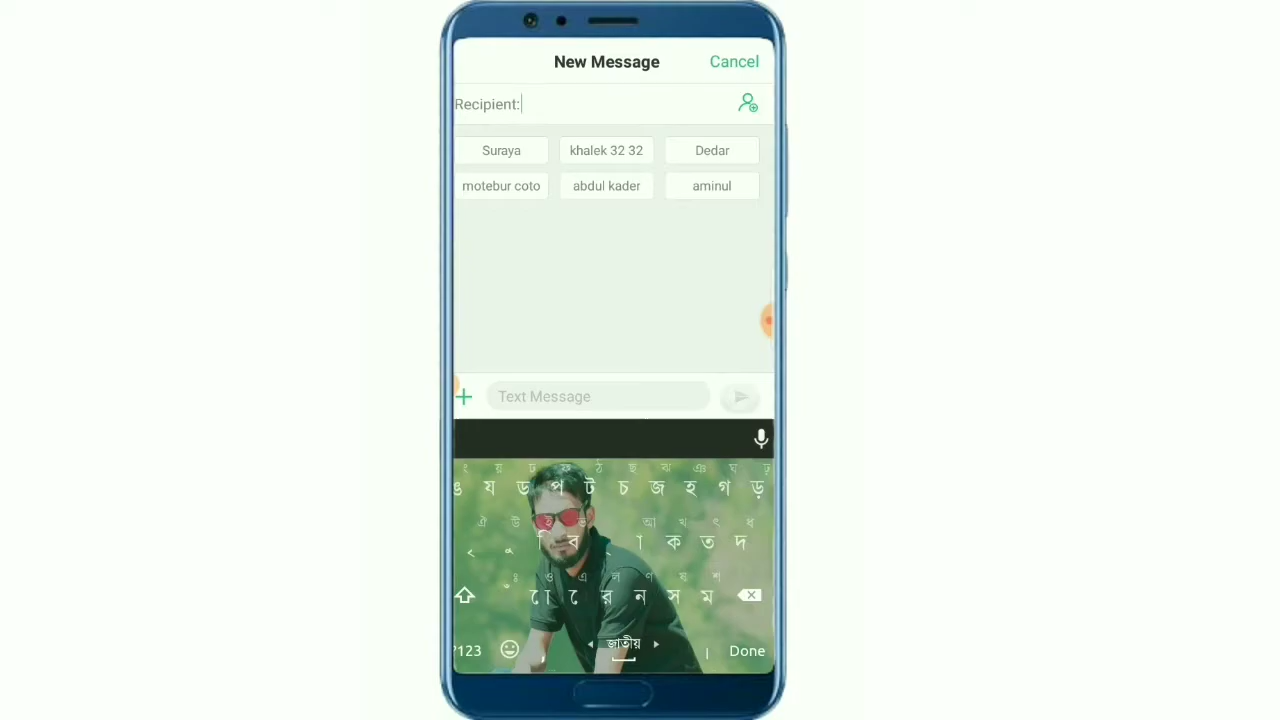 New Message Cancel
Recipient:
Suraya khalek 32 32 Dedar
motebur coto abdul kader aminul
Text Message
ং য় ঢ ফ ঠ ছ ঝ ঞ ঘ
ঙ য ড প ট চ জ হ গ ড়
আ খ ৎ ধ
ি ব া ক ত দ
ঃ ও এ ল ণ ষ শ
ো ে র ন স ম
?123 , জাতীয় । Done